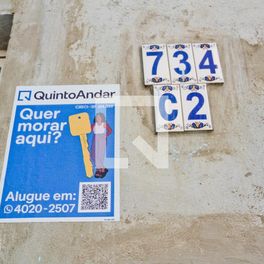 QuintoAndar
Quer
morar
aqui?
Alugue em:
4020-2507
734
C2